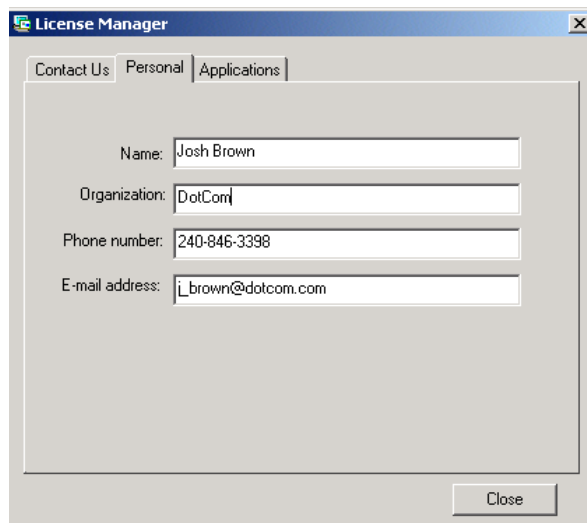 License Manager
Contact Us Personal Applications
Name: Josh Brown
Organization: DotCom
Phone number: 240-846-3398
E-mail address: j_brown@dotcom.com
Close